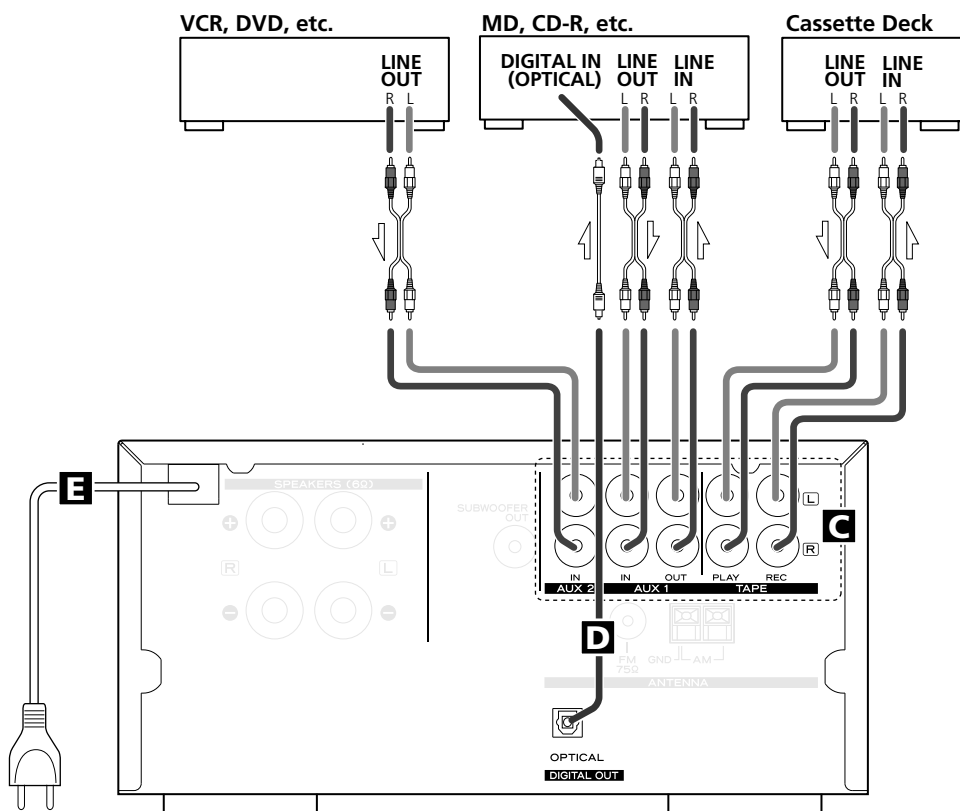 VCR, DVD, etc.
MD, CD-R, etc.
Cassette Deck
LINE OUT
R L
DIGITAL IN (OPTICAL)
LINE OUT
L R
LINE IN
L R
LINE OUT
L R
LINE IN
L R
E
SPEAKERS (6Ω)
SUBWOOFER OUT
L
C
R
R
L
IN
IN
OUT
PLAY
REC
AUX 2
AUX 1
TAPE
D
FM 75Ω
GND
AM
ANTENNA
OPTICAL
DIGITAL OUT